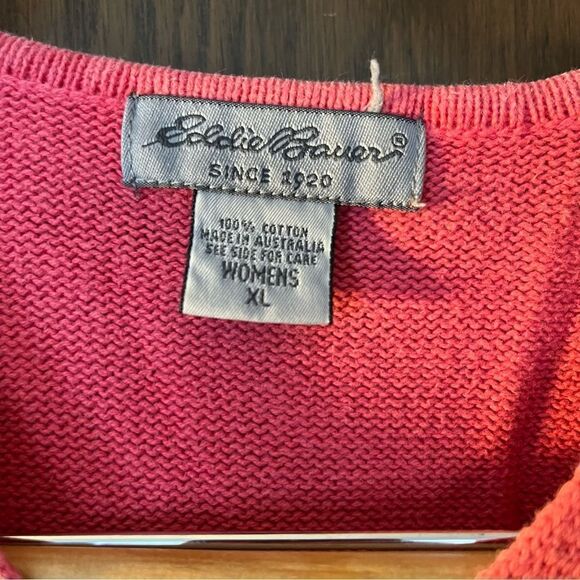 Eddie Bauer®
SINCE 1920
100% COTTON
MADE IN AUSTRALIA
SEE SIDE FOR CARE
WOMENS
XL